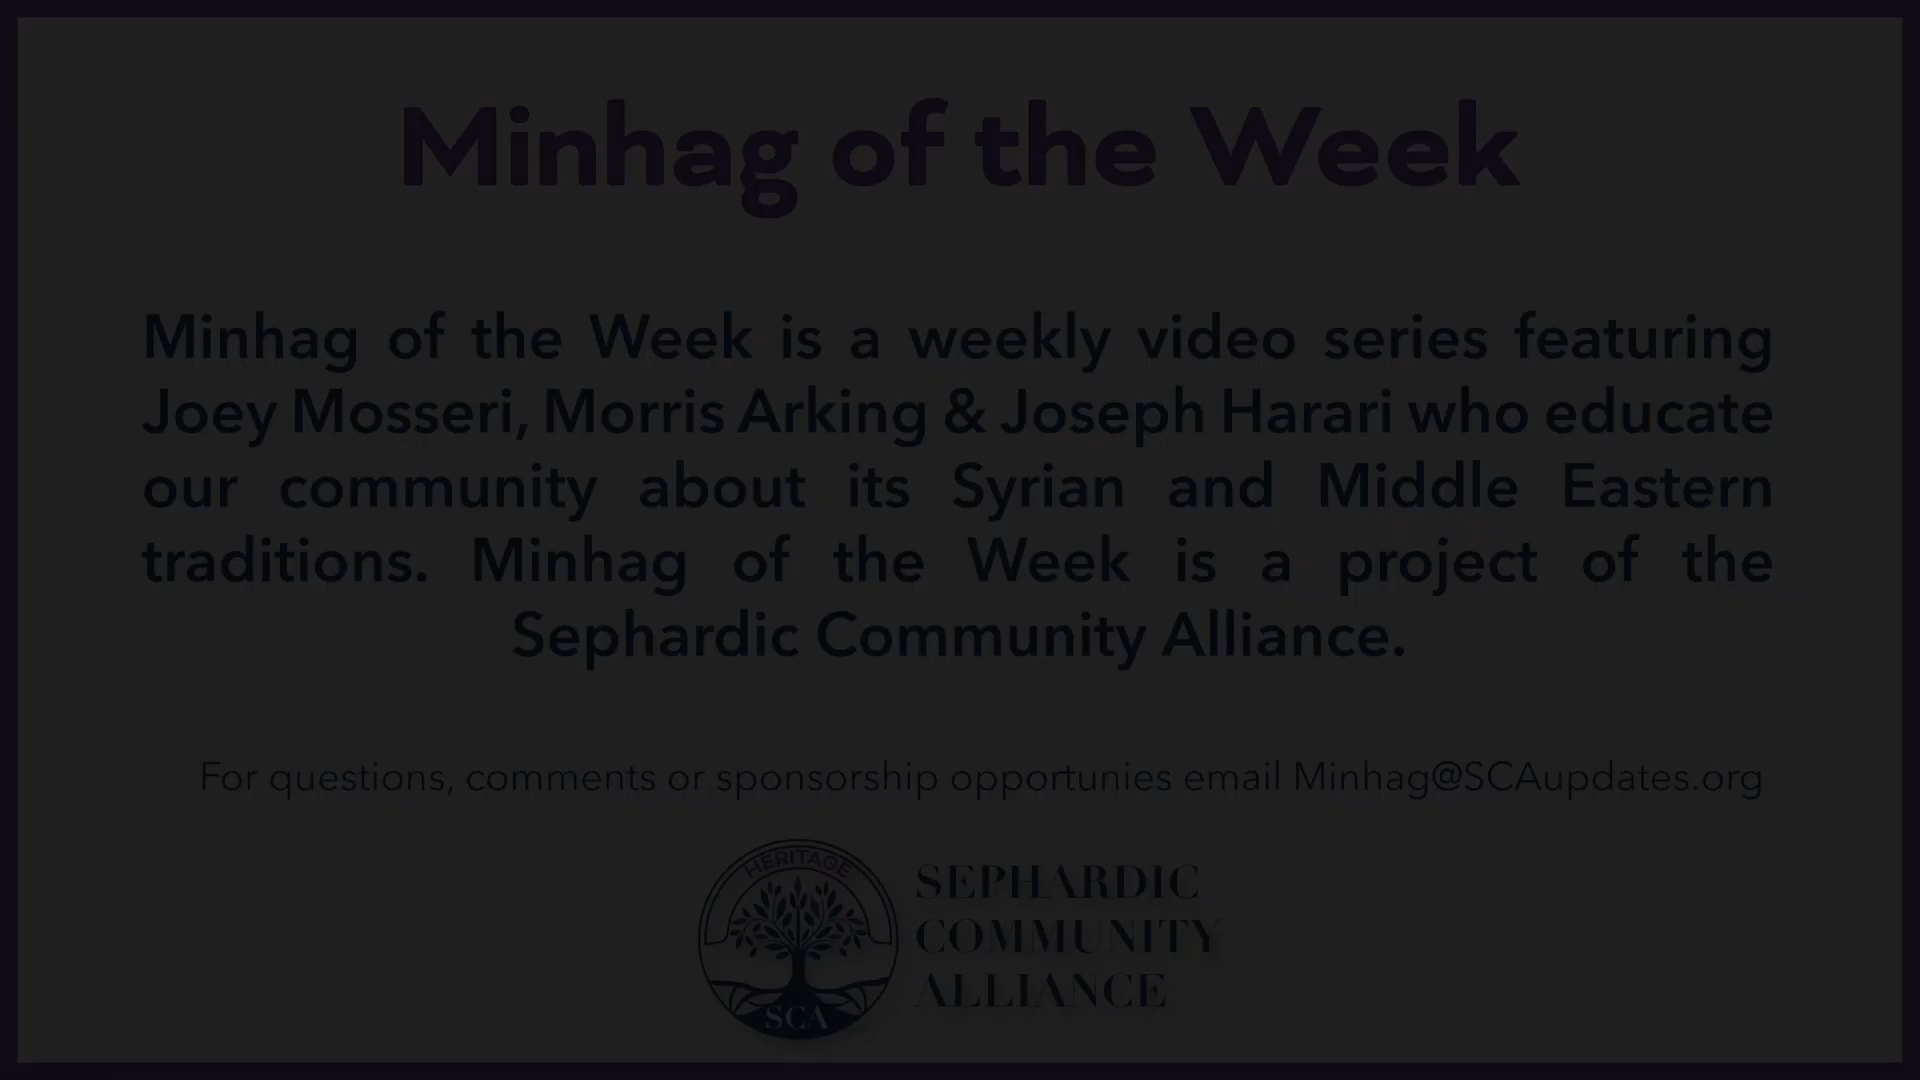 Minhag of the Week
Minhag of the Week is a weekly video series featuring
Joey Mosseri, Morris Arking & Joseph Harari who educate
our community about its Syrian and Middle Eastern
traditions. Minhag of the Week is a project of the
Sephardic Community Alliance.
For questions, comments or sponsorship opportunies email Minhag@SCAupdates.org
HERITAGE
SCA
SEPHARDIC
COMMUNITY
ALLIANCE